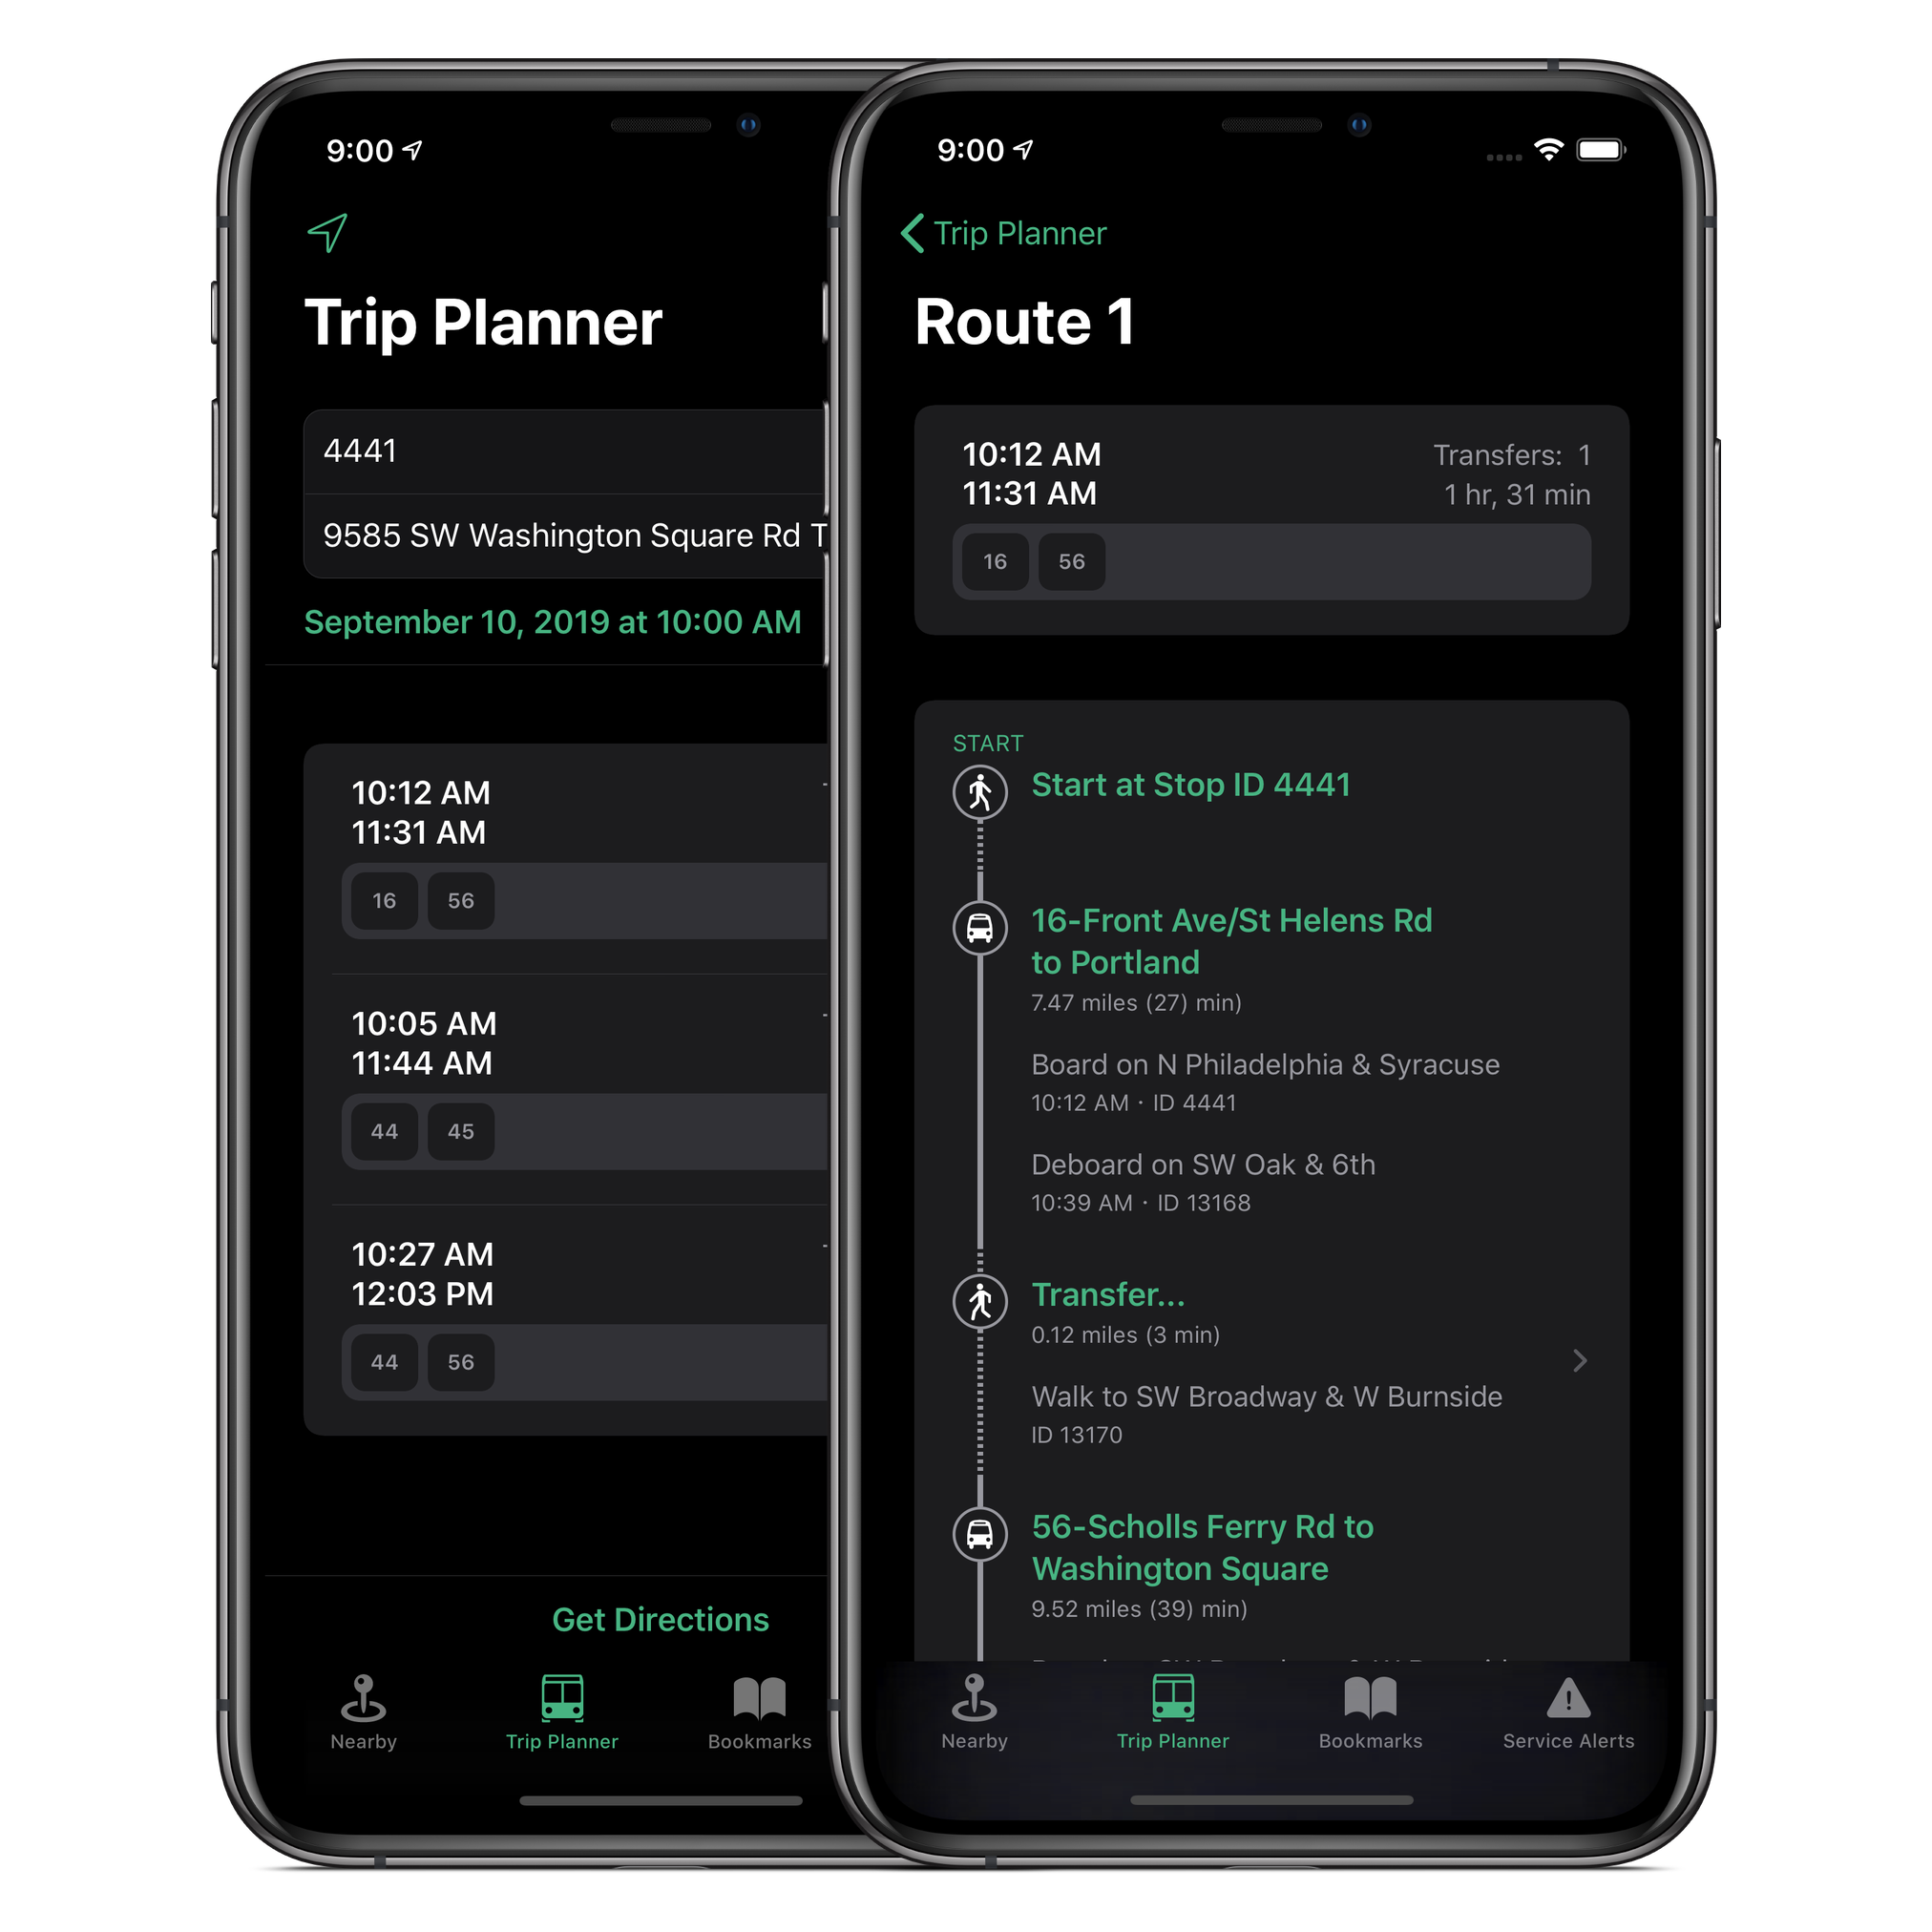 9:00
Trip Planner
4441
9585 SW Washington Square Rd T
September 10, 2019 at 10:00 AM
10:12 AM
11:31 AM
16 56
10:05 AM
11:44 AM
44 45
10:27 AM
12:03 PM
44 56
Get Directions
Nearby Trip Planner Bookmarks
9:00
Trip Planner
Route 1
10:12 AM Transfers: 1
11:31 AM 1 hr, 31 min
16 56
START
Start at Stop ID 4441
16-Front Ave/St Helens Rd
to Portland
7.47 miles (27) min)
Board on N Philadelphia & Syracuse
10:12 AM · ID 4441
Deboard on SW Oak & 6th
10:39 AM · ID 13168
Transfer...
0.12 miles (3 min)
Walk to SW Broadway & W Burnside
ID 13170
56-Scholls Ferry Rd to
Washington Square
9.52 miles (39) min)
Nearby Trip Planner Bookmarks Service Alerts